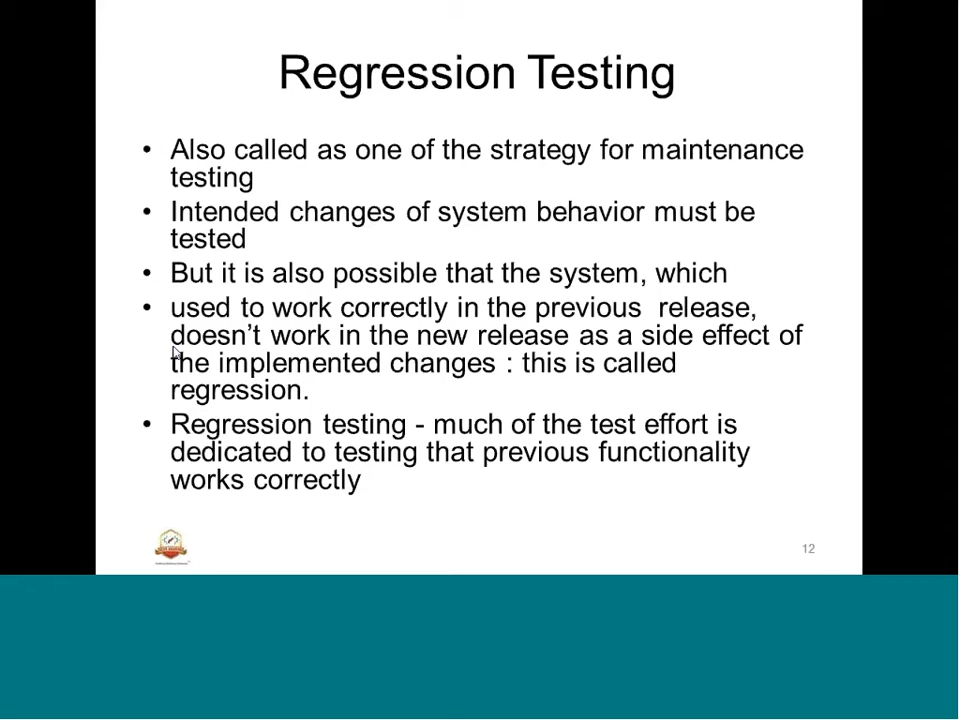 Regression Testing
• Also called as one of the strategy for maintenance
testing
• Intended changes of system behavior must be
tested
• But it is also possible that the system, which
• used to work correctly in the previous release,
doesn't work in the new release as a side effect of
the implemented changes : this is called
regression.
• Regression testing - much of the test effort is
dedicated to testing that previous functionality
works correctly
12